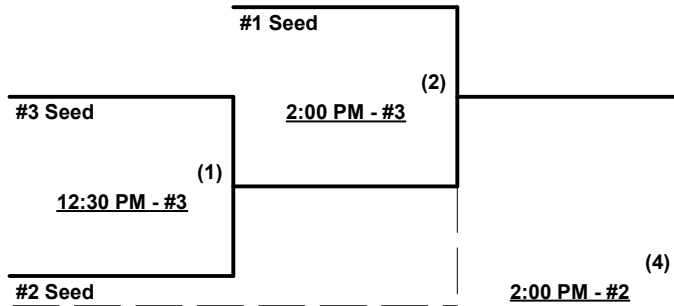 #1 Seed
(2)
#3 Seed
2:00 PM - #3
(1)
12:30 PM - #3
(4)
#2 Seed
2:00 PM - #2